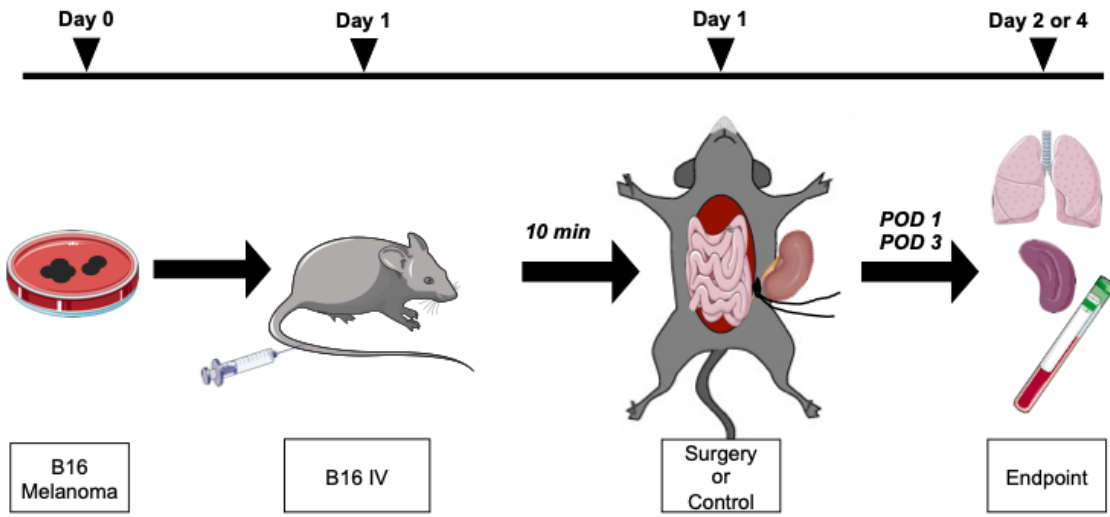 Day 0
Day 1
Day 1
Day 2 or 4
10 min
POD 1
POD 3
B16
Melanoma
B16 IV
Surgery
or
Control
Endpoint